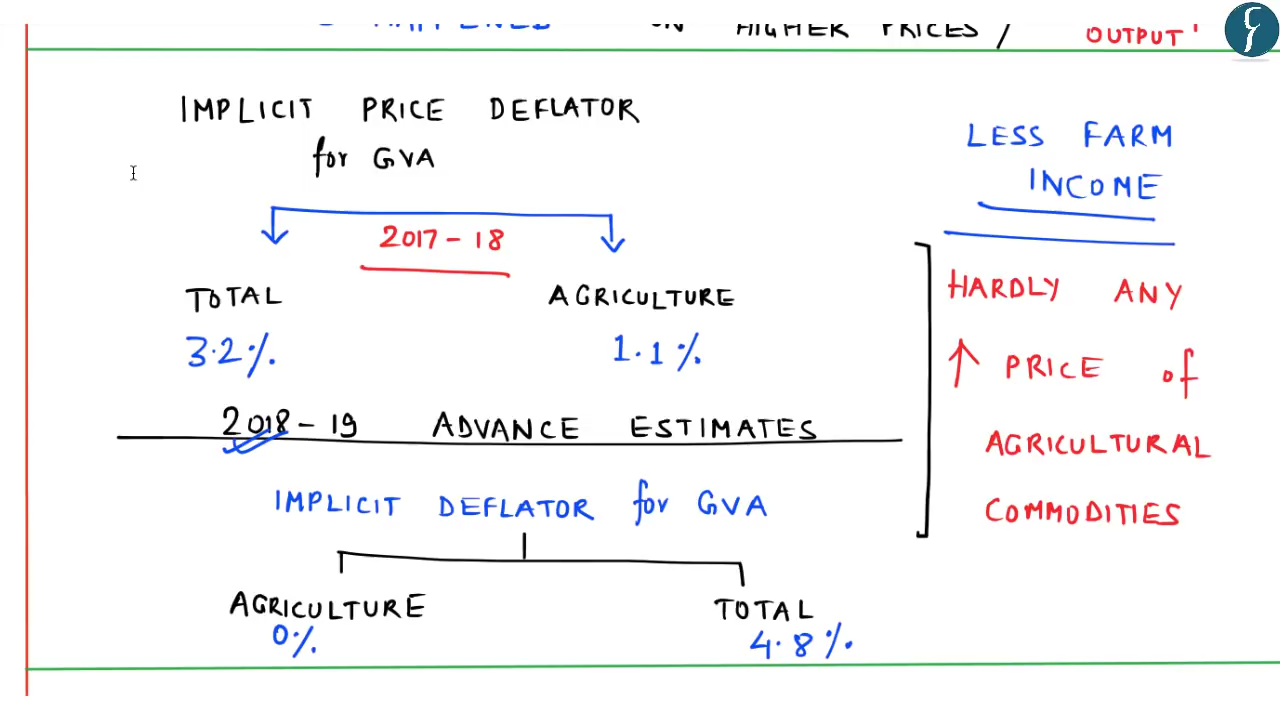 HAPPENED ON HIGHER PRICES / OUTPUT'
IMPLICIT PRICE DEFLATOR
for GVA
2017-18
TOTAL AGRICULTURE
3.2% 1.1%
2018-19 ADVANCE ESTIMATES
IMPLICIT DEFLATOR for GVA
AGRICULTURE TOTAL
0% 4.8%
LESS FARM
INCOME
HARDLY ANY
↑ PRICE of
AGRICULTURAL
COMMODITIES